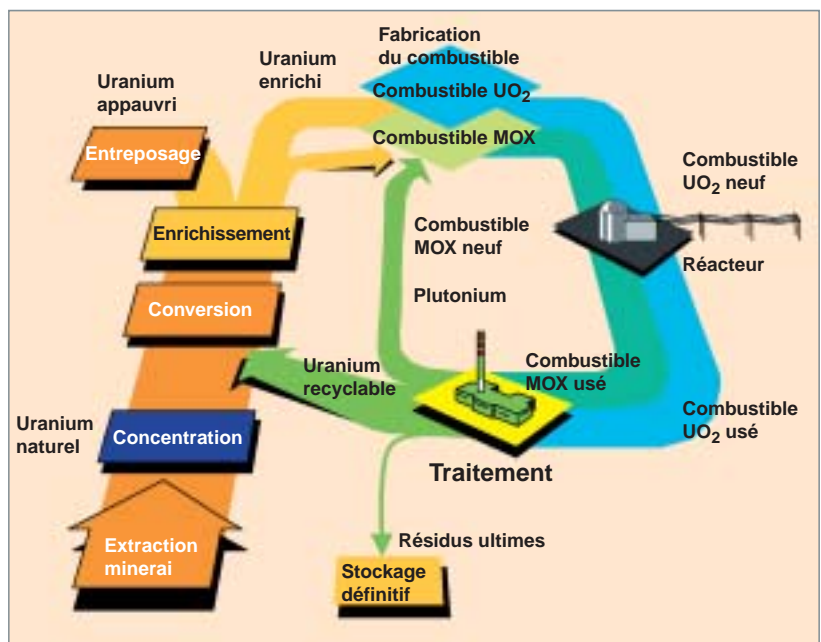 Fabrication
du combustible
Uranium
enrichi
Uranium
appauvri
Combustible UO₂
Combustible MOX
Entreposage
Combustible
UO₂ neuf
Enrichissement
Combustible
MOX neuf
Réacteur
Conversion
Plutonium
Uranium
recyclable
Combustible
MOX usé
Uranium
naturel
Concentration
Combustible
UO₂ usé
Traitement
Extraction
minerai
Résidus ultimes
Stockage
définitif